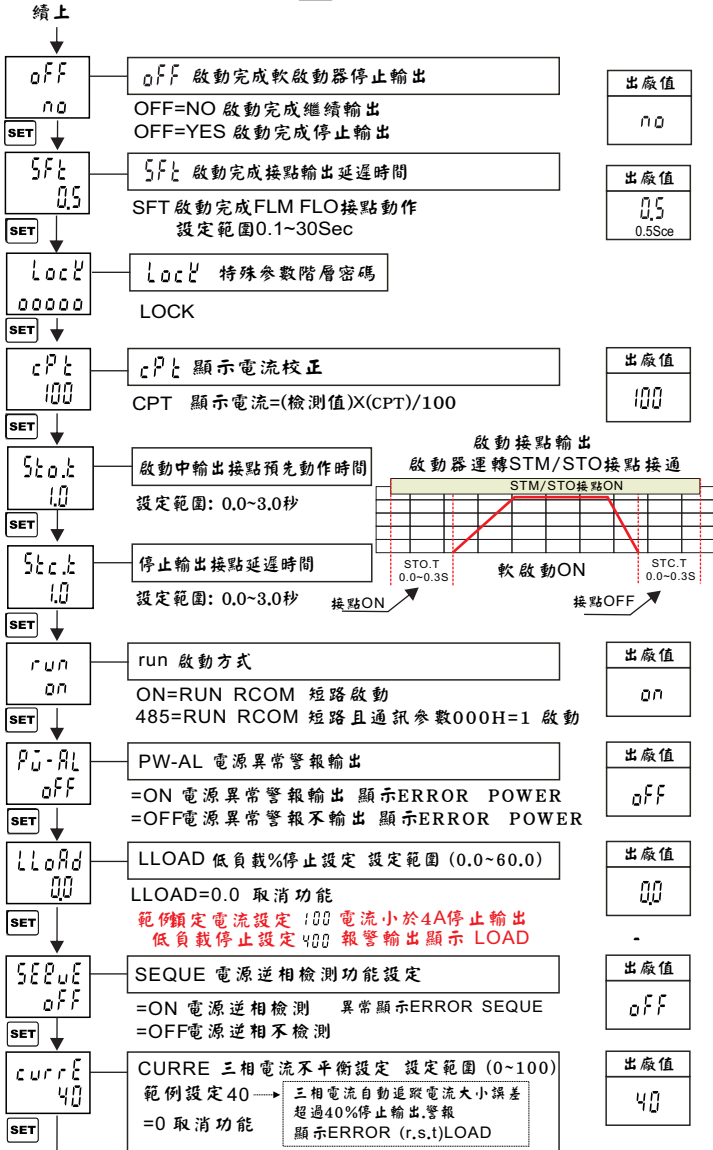 續上
oFF
no
oFF 啟動完成軟啟動器停止輸出
OFF=NO 啟動完成繼續輸出
OFF=YES 啟動完成停止輸出
出廠值
no
SET
SFt
0.5
SFt 啟動完成接點輸出延遲時間
SFT 啟動完成FLM FLO接點動作
設定範圍0.1~30Sec
出廠值
0.5
0.5Sce
SET
LocK
00000
LocK 特殊參數階層密碼
LOCK
SET
cPt
100
cPt 顯示電流校正
CPT 顯示電流=(檢測值)X(CPT)/100
出廠值
100
SET
Sto.t
1.0
啟動中輸出接點預先動作時間
設定範圍: 0.0~3.0秒
SET
Stc.t
1.0
停止輸出接點延遲時間
設定範圍: 0.0~3.0秒
啟動接點輸出
啟動器運轉STM/STO接點接通
STM/STO接點ON
STO.T
0.0~0.3S
軟啟動ON
STC.T
0.0~0.3S
接點ON
接點OFF
SET
run
on
run 啟動方式
ON=RUN RCOM 短路啟動
485=RUN RCOM 短路且通訊參數000H=1 啟動
出廠值
on
SET
PW-AL
oFF
PW-AL 電源異常警報輸出
=ON 電源異常警報輸出 顯示ERROR POWER
=OFF電源異常警報不輸出 顯示ERROR POWER
出廠值
oFF
SET
LLoAd
0.0
LLOAD 低負載%停止設定 設定範圍 (0.0~60.0)
LLOAD=0.0 取消功能
範例額定電流設定 100 電流小於4A停止輸出
低負載停止設定 400 報警輸出顯示 LOAD
出廠值
0.0
-
SET
SEQuE
oFF
SEQUE 電源逆相檢測功能設定
=ON 電源逆相檢測 異常顯示ERROR SEQUE
=OFF電源逆相不檢測
出廠值
oFF
SET
currE
40
CURRE 三相電流不平衡設定 設定範圍 (0~100)
範例設定40
三相電流自動追蹤電流大小誤差
超過40%停止輸出.警報
顯示ERROR (r.s.t)LOAD
=0 取消功能
出廠值
40
SET